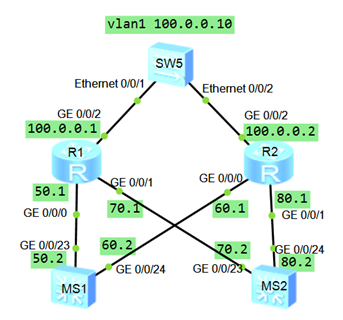 vlan1 100.0.0.10
SW5
Ethernet 0/0/1
Ethernet 0/0/2
GE 0/0/2
GE 0/0/2
100.0.0.1
100.0.0.2
R1
R2
R
R
GE 0/0/1
GE 0/0/0
50.1
70.1
60.1
80.1
GE 0/0/0
GE 0/0/1
GE 0/0/23
60.2
70.2
GE 0/0/24
50.2
GE 0/0/24
GE 0/0/23
80.2
MS1
MS2